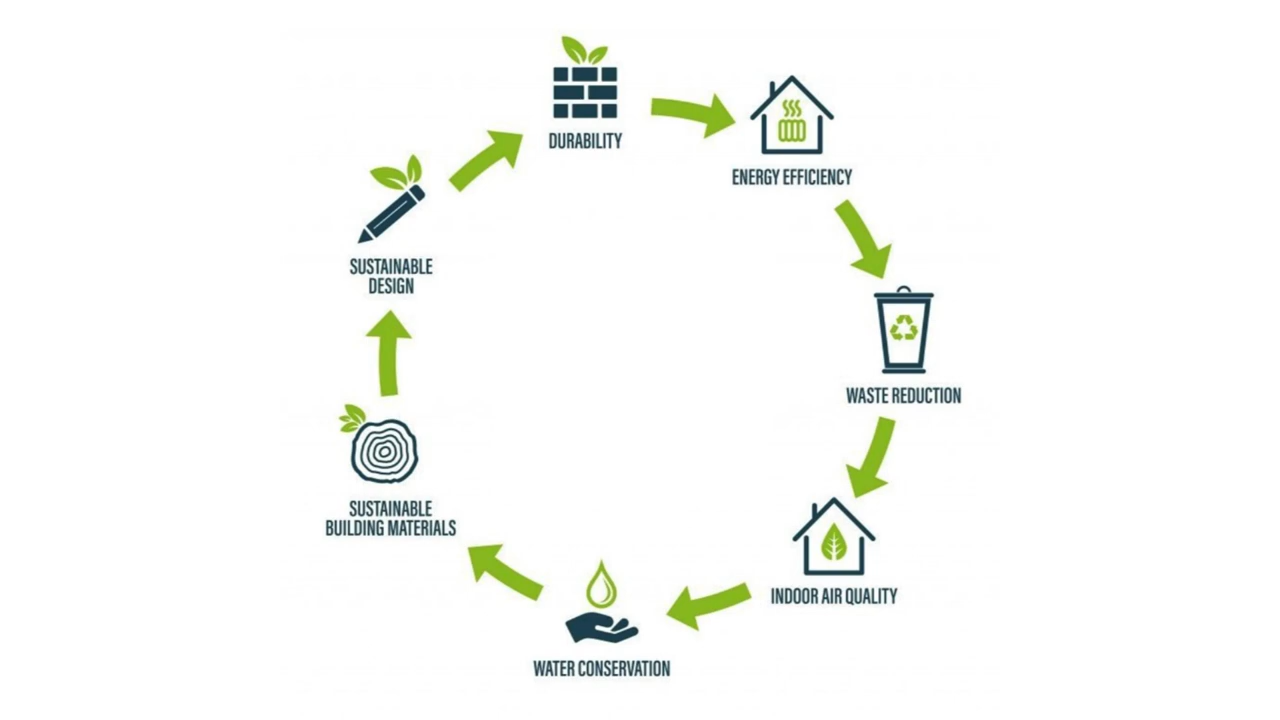 DURABILITY
ENERGY EFFICIENCY
WASTE REDUCTION
INDOOR AIR QUALITY
WATER CONSERVATION
SUSTAINABLE
BUILDING MATERIALS
SUSTAINABLE
DESIGN